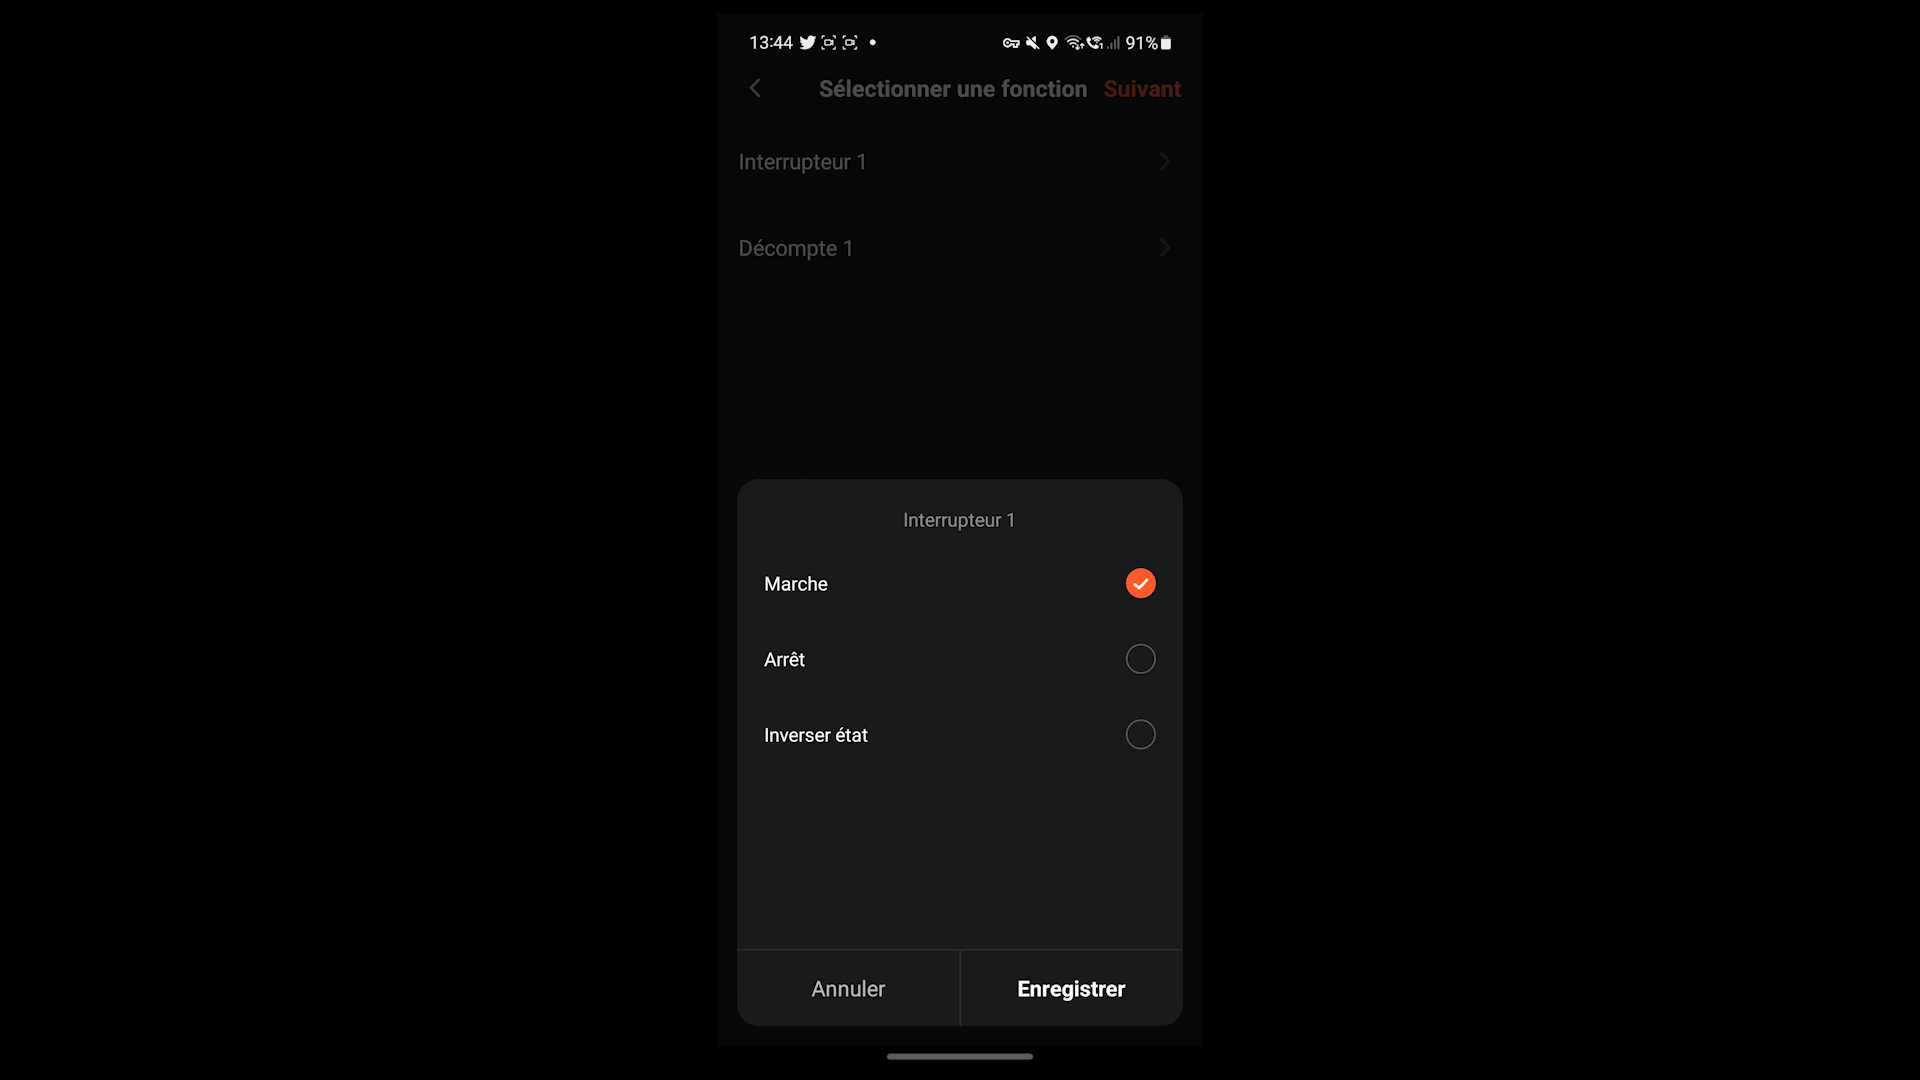 13:44 91%
Sélectionner une fonction Suivant
Interrupteur 1
Décompte 1
Interrupteur 1
Marche
Arrêt
Inverser état
Annuler Enregistrer